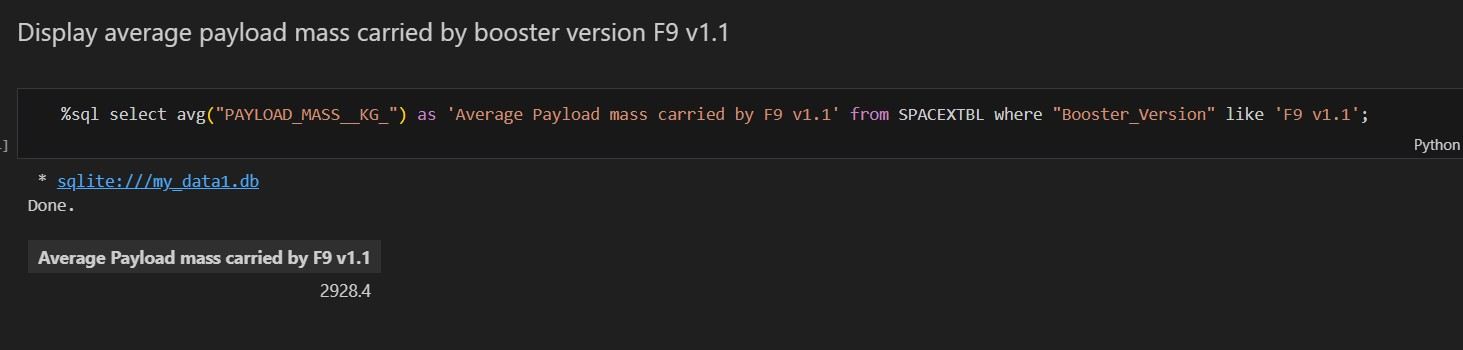 Display average payload mass carried by booster version F9 v1.1
%sql select avg("PAYLOAD_MASS__KG_") as 'Average Payload mass carried by F9 v1.1' from SPACEXTBL where "Booster_Version" like 'F9 v1.1';
]
Python
* sqlite:///my_data1.db
Done.
Average Payload mass carried by F9 v1.1
2928.4